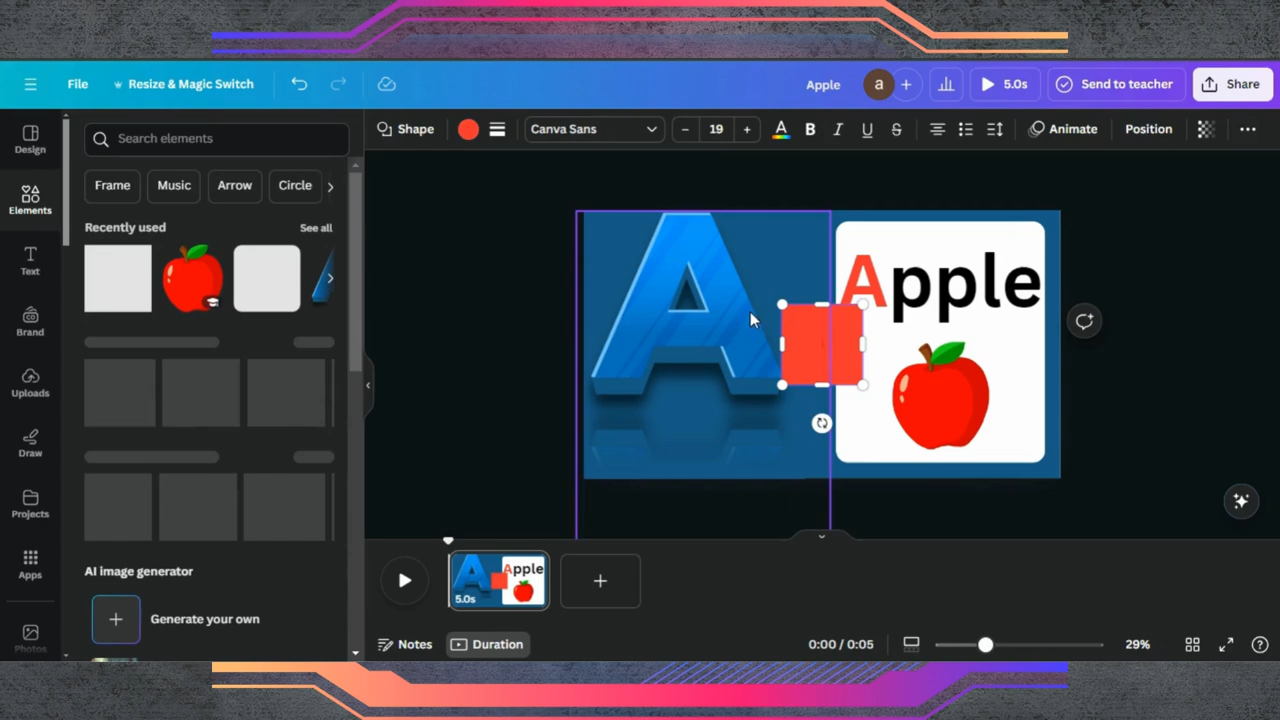 File
Resize & Magic Switch
Apple
a
5.0s
Send to teacher
Share
Design
Elements
Text
Brand
Uploads
Draw
Projects
Apps
Photos
Search elements
Frame
Music
Arrow
Circle
Recently used
See all
AI image generator
Generate your own
Shape
Canva Sans
19
A
B
I
U
S
Animate
Position
A
Apple
A
Apple
5.0s
Notes
Duration
0:00 / 0:05
29%